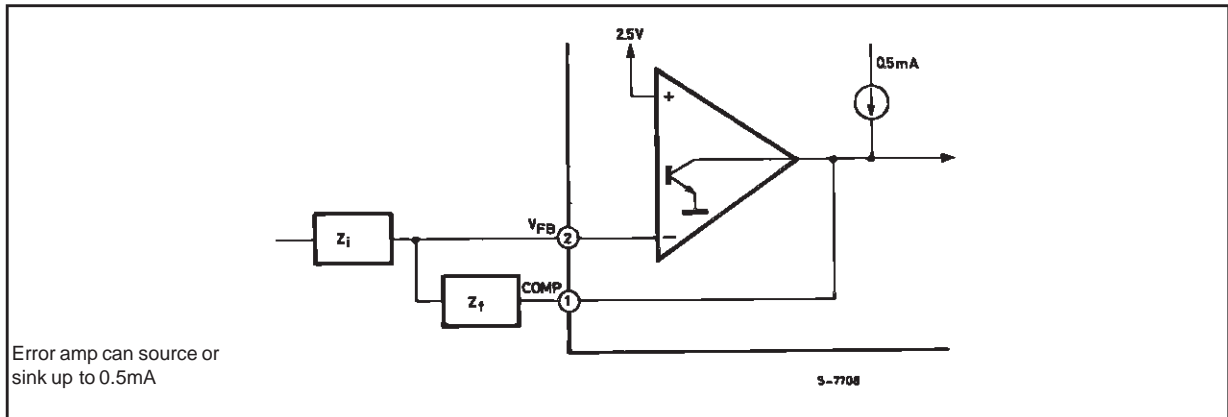 2.5V
0.5mA
+
Zi
VFB
2
−
Zf
COMP
1
Error amp can source or
sink up to 0.5mA
S-7708